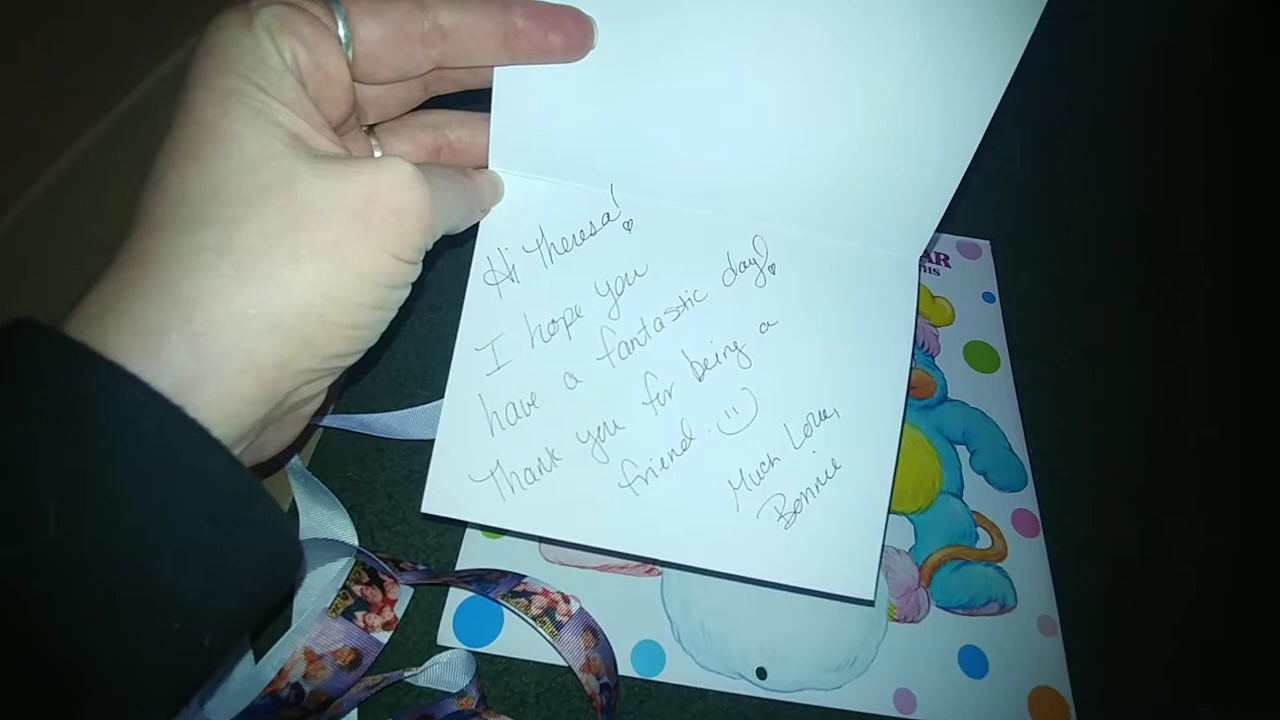 Hi Theresa!
I hope you
have a fantastic day!
Thank you for being a
friend.
Much Love,
Bonnie